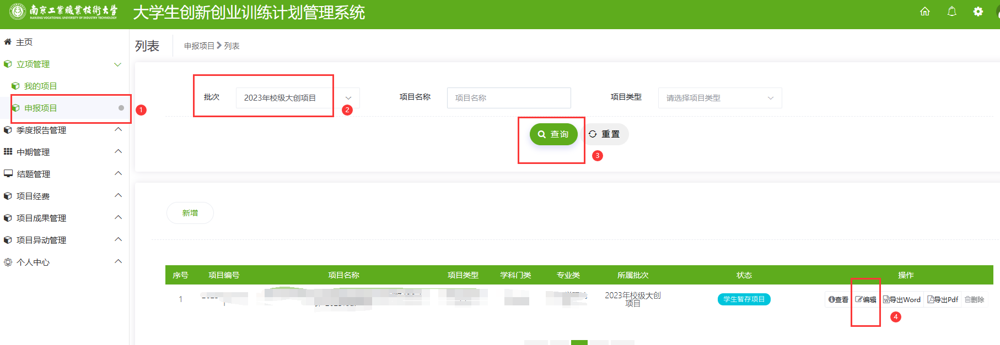 南京工業職業技術大学 大学生创新创业训练计划管理系统
NANJING VOCATIONAL UNIVERSITY OF INDUSTRY TECHNOLOGY
主页
立项管理
我的项目
申报项目 1
季度报告管理
中期管理
结题管理
项目经费
项目成果管理
项目异动管理
个人中心
列表 申报项目 列表
批次 2023年校级大创项目 2 项目名称 项目名称 项目类型 请选择项目类型
查询 重置
3
新增
序号 项目编号 项目名称 项目类型 学科门类 专业类 所属批次 状态 操作
1 2023年校级大创项目 学生暂存项目 查看 编辑 导出Word 导出Pdf 删除
4